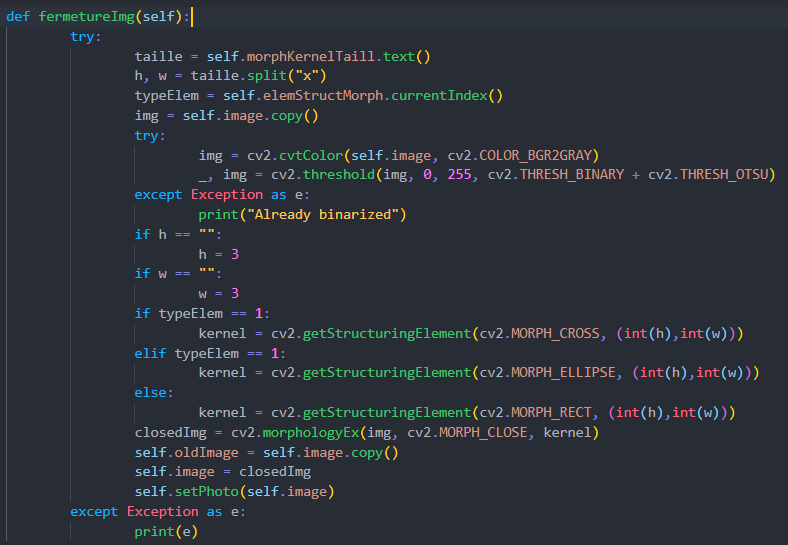 def fermetureImg(self):
try:
taille = self.morphKernelTaill.text()
h, w = taille.split("x")
typeElem = self.elemStructMorph.currentIndex()
img = self.image.copy()
try:
img = cv2.cvtColor(self.image, cv2.COLOR_BGR2GRAY)
_, img = cv2.threshold(img, 0, 255, cv2.THRESH_BINARY + cv2.THRESH_OTSU)
except Exception as e:
print("Already binarized")
if h == "":
h = 3
if w == "":
w = 3
if typeElem == 1:
kernel = cv2.getStructuringElement(cv2.MORPH_CROSS, (int(h),int(w)))
elif typeElem == 1:
kernel = cv2.getStructuringElement(cv2.MORPH_ELLIPSE, (int(h),int(w)))
else:
kernel = cv2.getStructuringElement(cv2.MORPH_RECT, (int(h),int(w)))
closedImg = cv2.morphologyEx(img, cv2.MORPH_CLOSE, kernel)
self.oldImage = self.image.copy()
self.image = closedImg
self.setPhoto(self.image)
except Exception as e:
print(e)